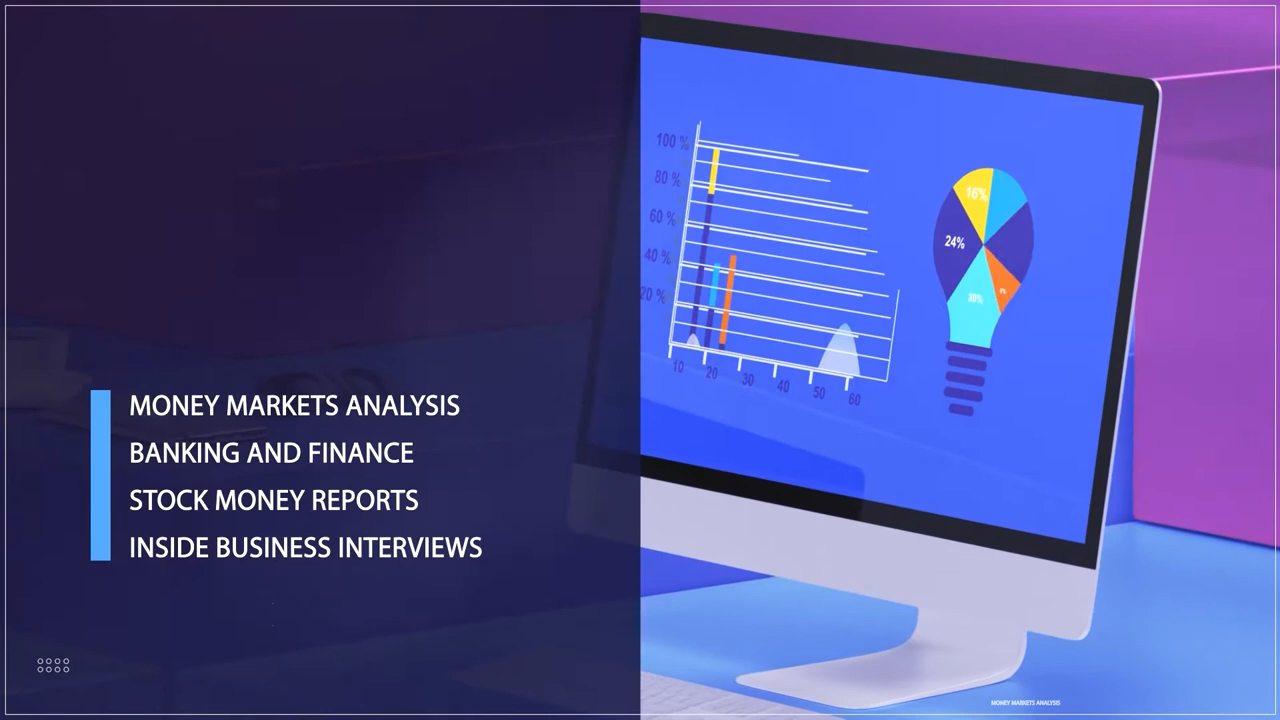 MONEY MARKETS ANALYSIS
BANKING AND FINANCE
STOCK MONEY REPORTS
INSIDE BUSINESS INTERVIEWS
100 %
80 %
60 %
40 %
20 %
10 20 30 40 50 60
16%
24%
MONEY MARKETS ANALYSIS